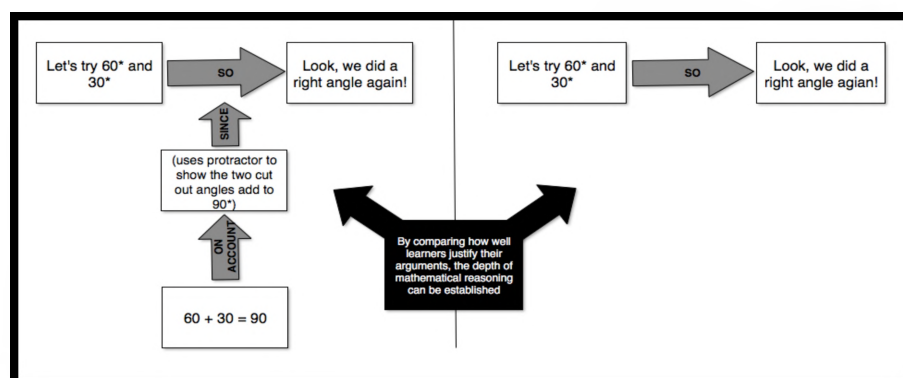 Let's try 60* and
30*
SO
Look, we did a
right angle again!
SINCE
(uses protractor to
show the two cut
out angles add to
90*)
ON
ACCOUNT
60 + 30 = 90
Let's try 60* and
30*
SO
Look, we did a
right angle agian!
By comparing how well
learners justify their
arguments, the depth of
mathematical reasoning
can be established